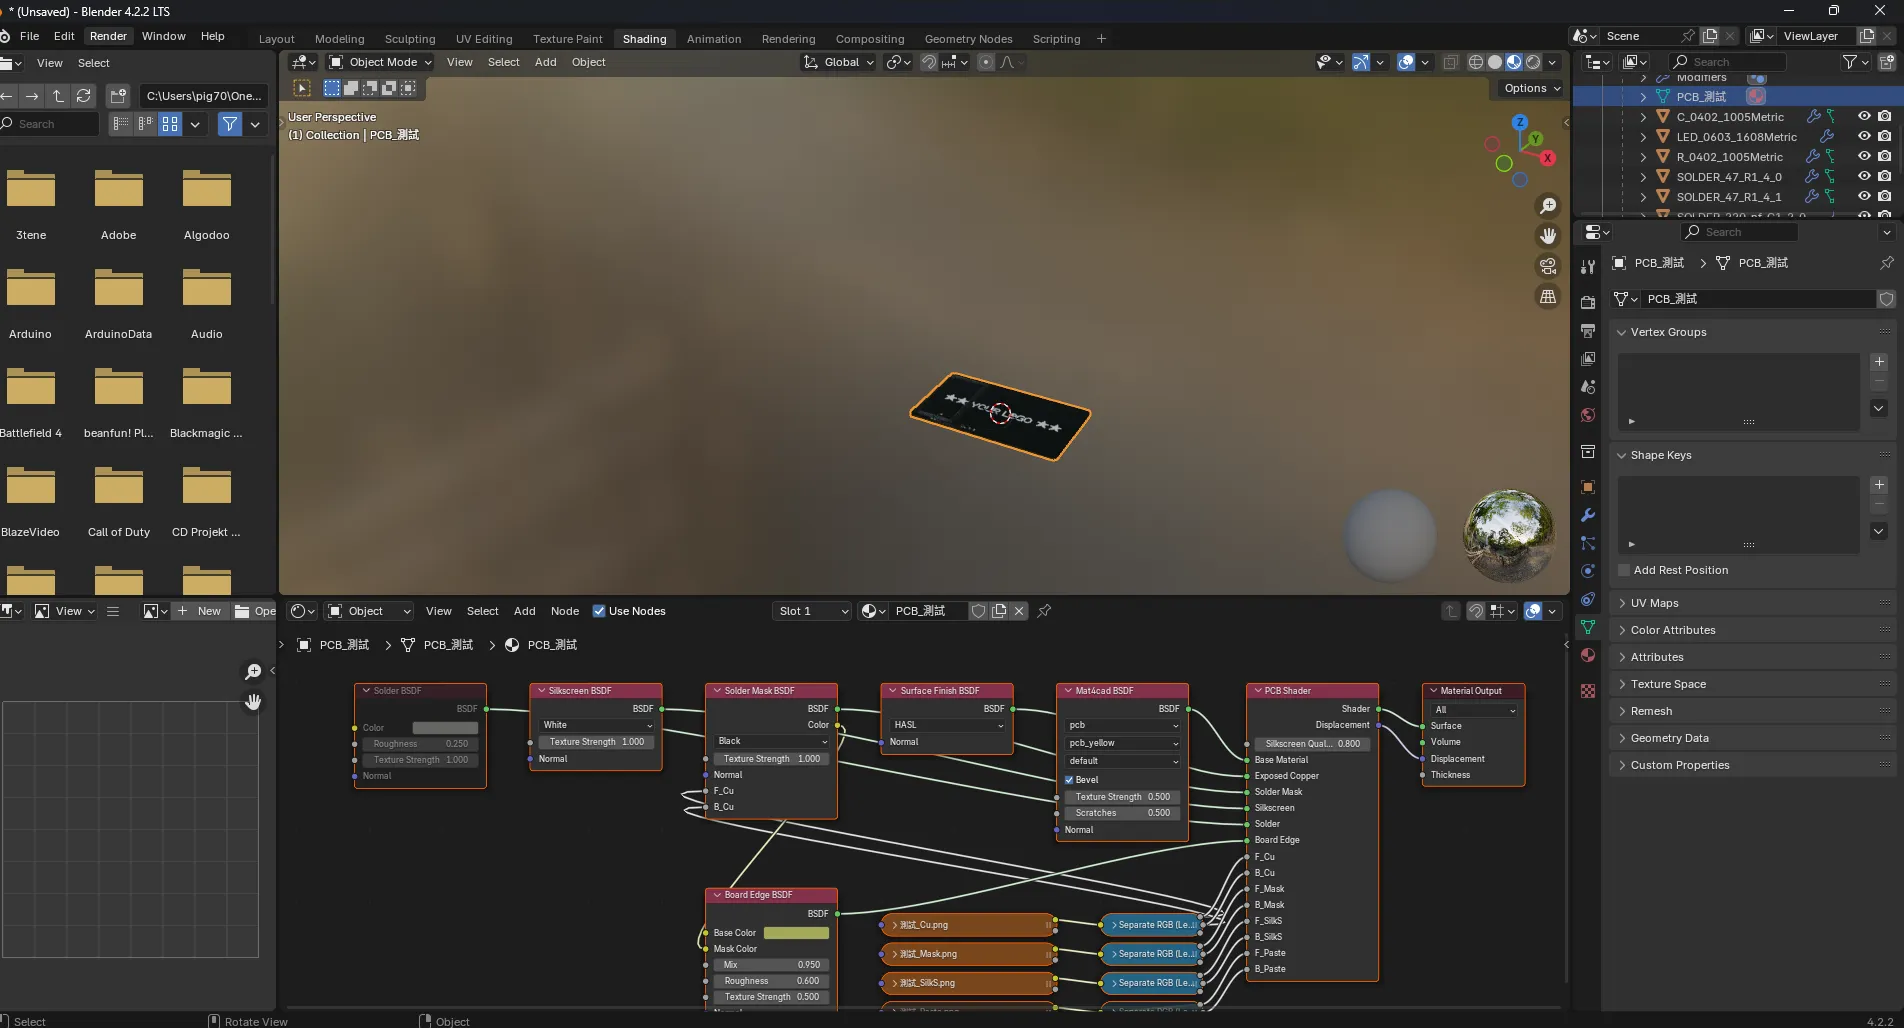 * (Unsaved) - Blender 4.2.2 LTS
File Edit Render Window Help
Layout Modeling Sculpting UV Editing Texture Paint Shading Animation Rendering Compositing Geometry Nodes Scripting +
Scene ViewLayer
View Select
Object Mode View Select Add Object Global
Search
C:\Users\pig70\One...
Search
Options
User Perspective
(1) Collection | PCB_測試
3tene Adobe Algodoo
Arduino ArduinoData Audio
Battlefield 4 beanfun! Pl... Blackmagic ...
BlazeVideo Call of Duty CD Projekt ...
Z
Y
X
★★ YOUR LOGO ★★
Modifiers
PCB_測試
C_0402_1005Metric
LED_0603_1608Metric
R_0402_1005Metric
SOLDER_47_R1_4_0
SOLDER_47_R1_4_1
Search
PCB_測試 > PCB_測試
PCB_測試
Vertex Groups
Shape Keys
Add Rest Position
UV Maps
Color Attributes
Attributes
Texture Space
Remesh
Geometry Data
Custom Properties
View New Ope
Object View Select Add Node Use Nodes Slot 1 PCB_測試
PCB_測試 > PCB_測試 > PCB_測試
Solder BSDF
BSDF
Color
Roughness 0.250
Texture Strength 1.000
Normal
Silkscreen BSDF
BSDF
White
Texture Strength 1.000
Normal
Solder Mask BSDF
BSDF
Color
Black
Texture Strength 1.000
Normal
F_Cu
B_Cu
Surface Finish BSDF
BSDF
HASL
Normal
Mat4cad BSDF
BSDF
pcb
pcb_yellow
default
Bevel
Texture Strength 0.500
Scratches 0.500
Normal
PCB Shader
Shader
Displacement
Silkscreen Qual... 0.800
Base Material
Exposed Copper
Solder Mask
Silkscreen
Solder
Board Edge
F_Cu
B_Cu
F_Mask
B_Mask
F_SilkS
B_SilkS
F_Paste
B_Paste
Material Output
All
Surface
Volume
Displacement
Thickness
Board Edge BSDF
BSDF
Base Color
Mask Color
Mix 0.950
Roughness 0.600
Texture Strength 0.500
測試_Cu.png Separate RGB (Le...
測試_Mask.png Separate RGB (Le...
測試_SilkS.png Separate RGB (Le...
Select Rotate View Object 4.2.2